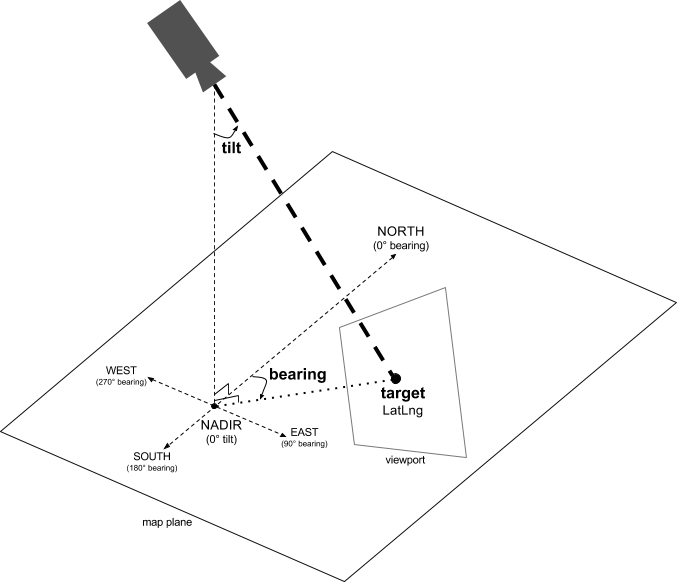 tilt
NORTH
(0° bearing)
WEST
(270° bearing)
bearing
target
LatLng
NADIR
(0° tilt)
EAST
(90° bearing)
SOUTH
(180° bearing)
viewport
map plane